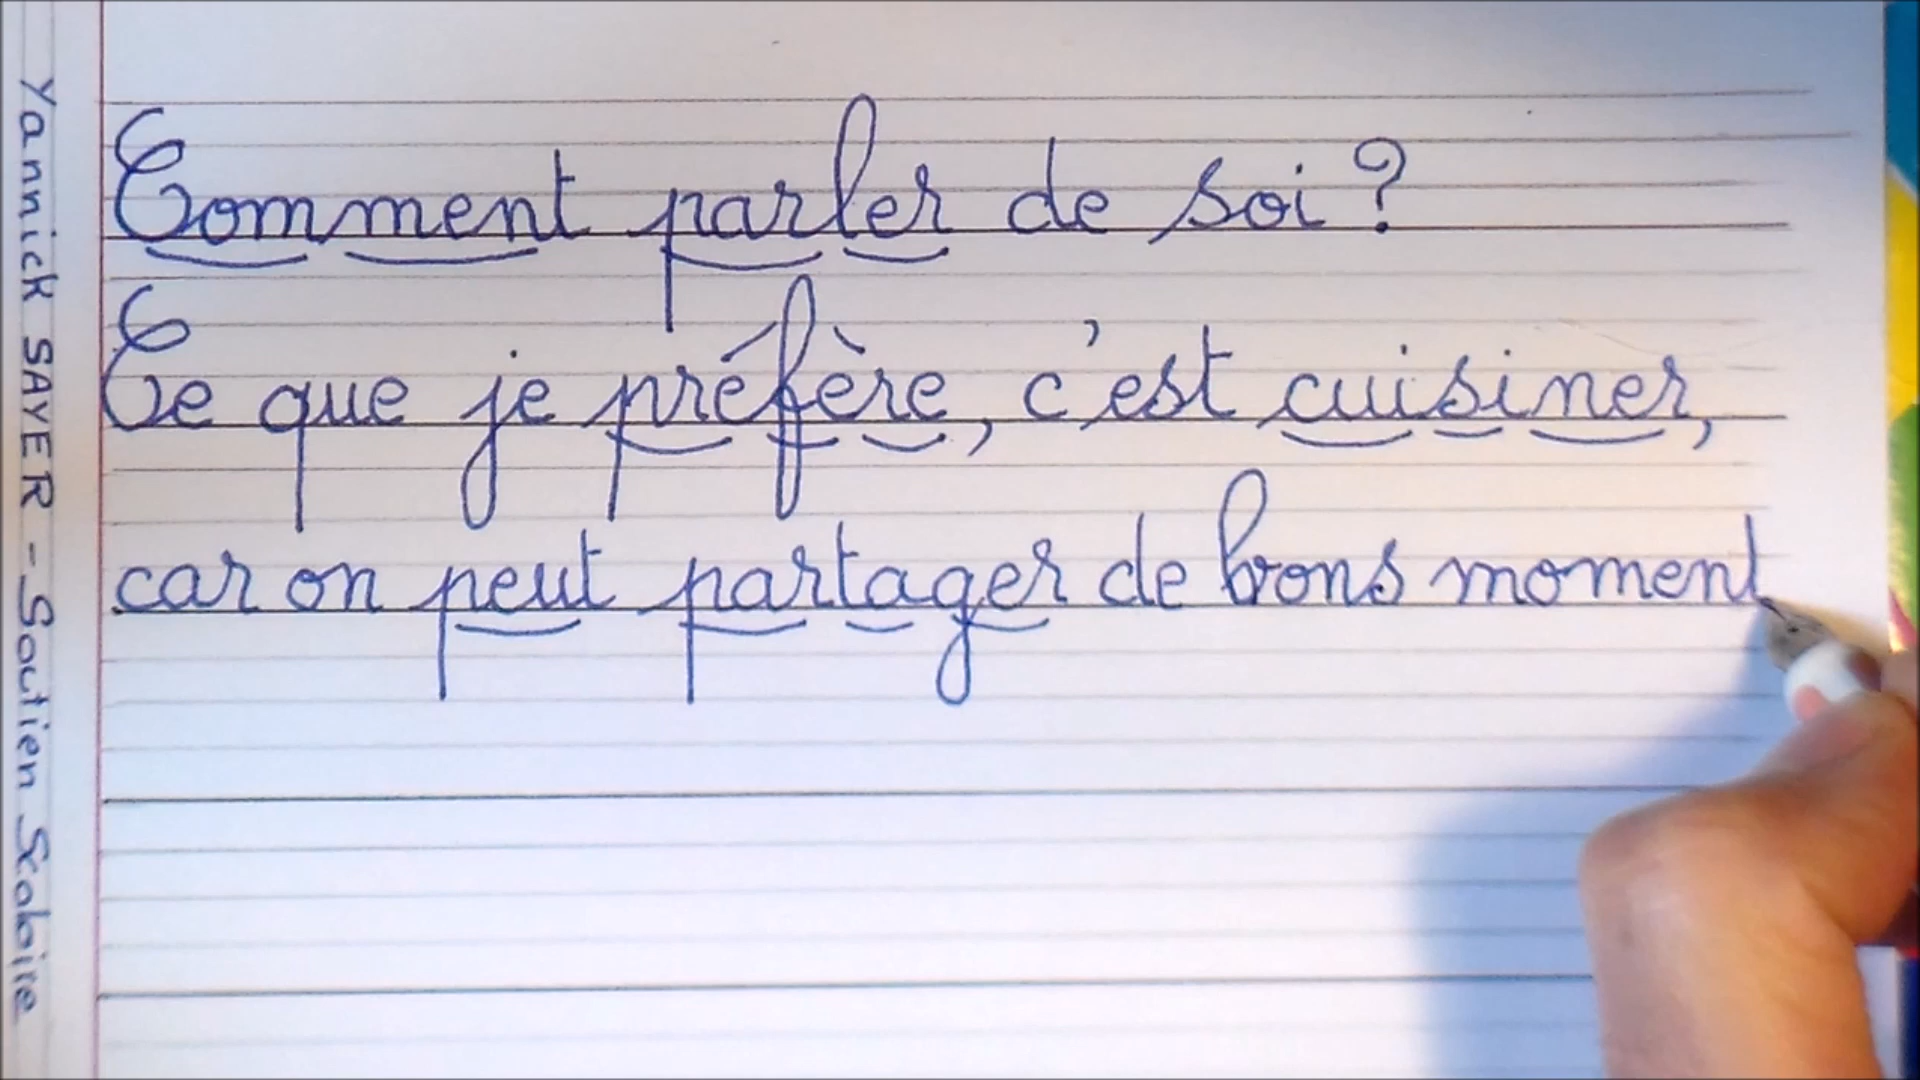 Comment parler de soi ?
Ce que je préfère, c'est cuisiner,
car on peut partager de bons moment
Yannick SAYER - Soutien Scolaire